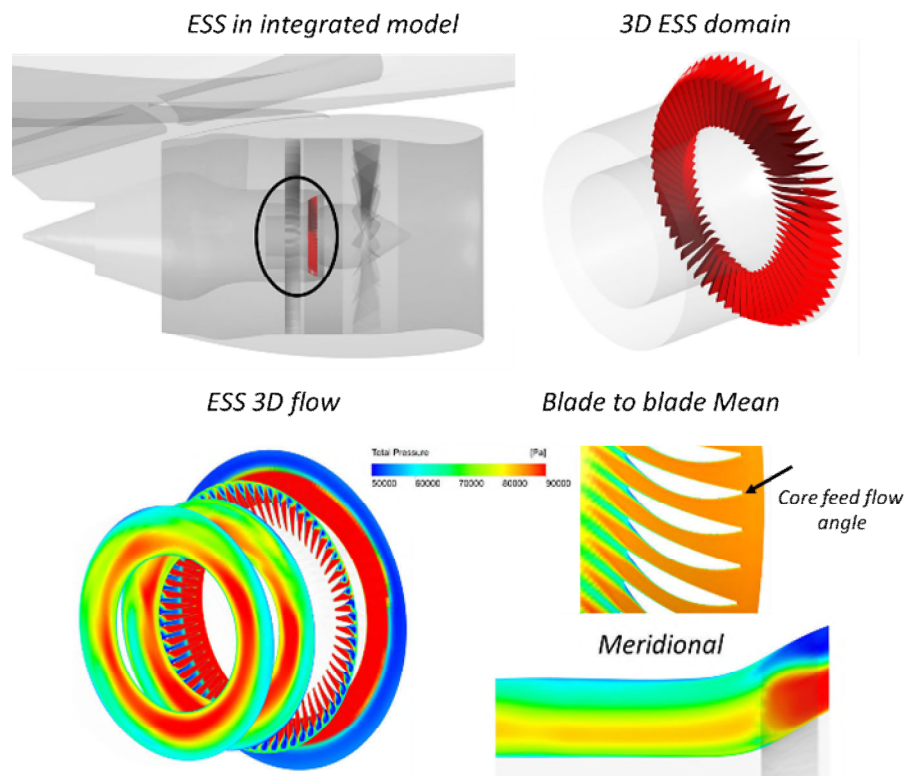 ESS in integrated model
3D ESS domain
ESS 3D flow
Blade to blade Mean
Total Pressure [Pa]
50000 60000 70000 80000 90000
Core feed flow
angle
Meridional